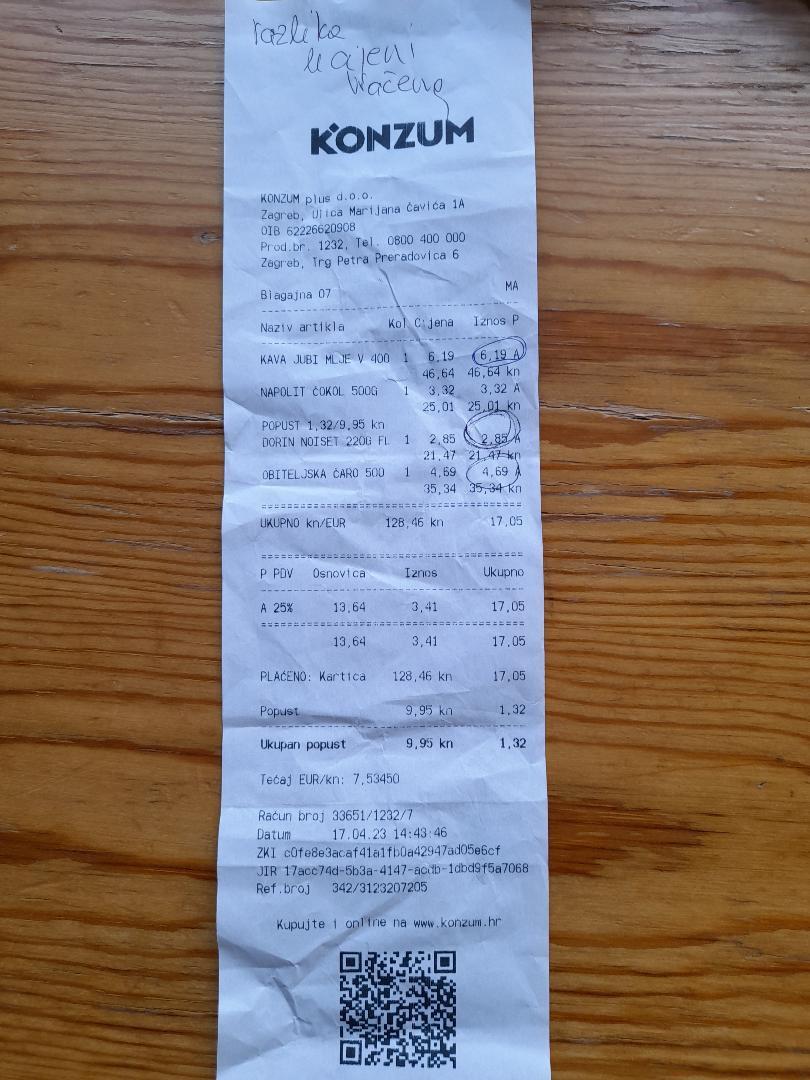 razlika
u cijeni
vraćeno
KONZUM
KONZUM plus d.o.o.
Zagreb, Ulica Marijana Čavića 1A
OIB 62226620908
Prod.br. 1232, Tel. 0800 400 000
Zagreb, Trg Petra Preradovića 6
Blagajna 07 MA
Naziv artikla Kol Cijena Iznos P
KAVA JUBI MLJE V 400 1 6,19 6,19 A
46,64 46,64 kn
NAPOLIT ČOKOL 500G 1 3,32 3,32 A
25,01 25,01 kn
POPUST 1,32/9,95 kn
DORIN NOISET 220G FL 1 2,85 2,85 A
21,47 21,47 kn
OBITELJSKA ČARO 500 1 4,69 4,69 A
35,34 35,34 kn
UKUPNO kn/EUR 128,46 kn 17,05
P PDV Osnovica Iznos Ukupno
A 25% 13,64 3,41 17,05
13,64 3,41 17,05
PLAĆENO: Kartica 128,46 kn 17,05
Popust 9,95 kn 1,32
Ukupan popust 9,95 kn 1,32
Tečaj EUR/kn: 7,53450
Račun broj 33651/1232/7
Datum 17.04.23 14:43:46
ZKI c0fe8e3acaf41a1fb0a42947ad05e6cf
JIR 17acc74d-5b3a-4147-acdb-1dbd9f5a7068
Ref.broj 342/3123207205
Kupujte i online na www.konzum.hr